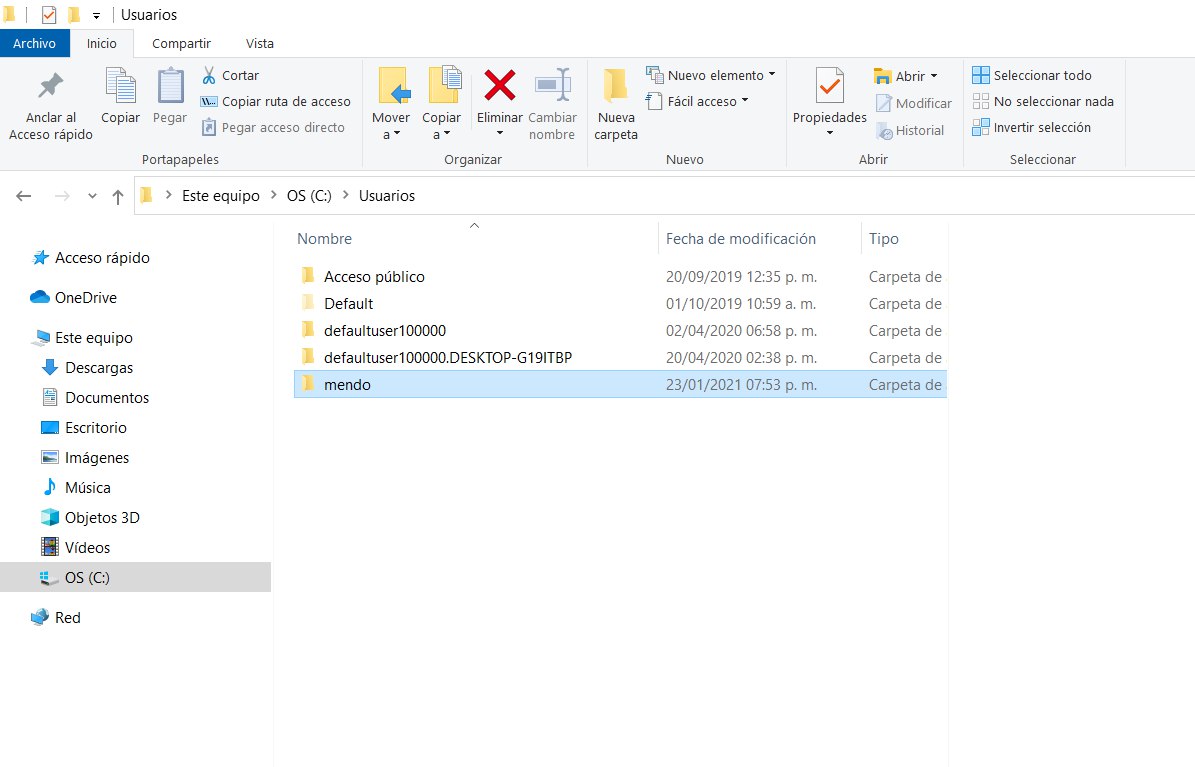 Usuarios
Archivo Inicio Compartir Vista
Anclar al Acceso rápido
Copiar
Pegar
Cortar
Copiar ruta de acceso
Pegar acceso directo
Portapapeles
Mover a
Copiar a
Eliminar
Cambiar nombre
Organizar
Nueva carpeta
Nuevo elemento
Fácil acceso
Nuevo
Propiedades
Abrir
Modificar
Historial
Abrir
Seleccionar todo
No seleccionar nada
Invertir selección
Seleccionar
Este equipo > OS (C:) > Usuarios
Acceso rápido
OneDrive
Este equipo
Descargas
Documentos
Escritorio
Imágenes
Música
Objetos 3D
Vídeos
OS (C:)
Red
Nombre Fecha de modificación Tipo
Acceso público 20/09/2019 12:35 p. m. Carpeta de
Default 01/10/2019 10:59 a. m. Carpeta de
defaultuser100000 02/04/2020 06:58 p. m. Carpeta de
defaultuser100000.DESKTOP-G19ITBP 20/04/2020 02:38 p. m. Carpeta de
mendo 23/01/2021 07:53 p. m. Carpeta de